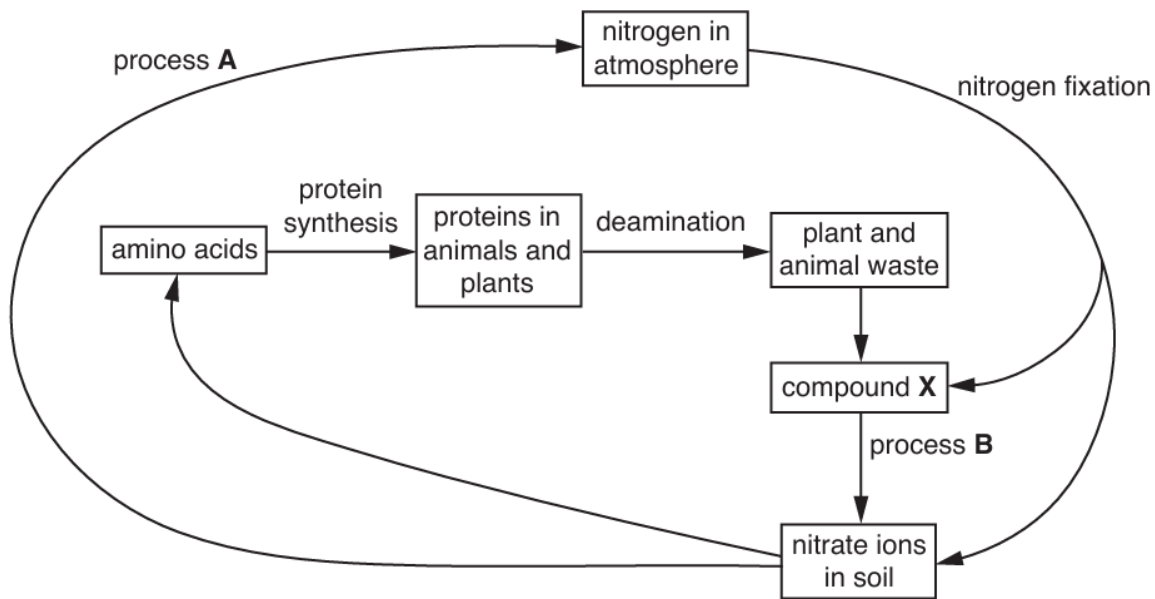 nitrogen in
atmosphere
process A
nitrogen fixation
protein
synthesis
amino acids
proteins in
animals and
plants
deamination
plant and
animal waste
compound X
process B
nitrate ions
in soil